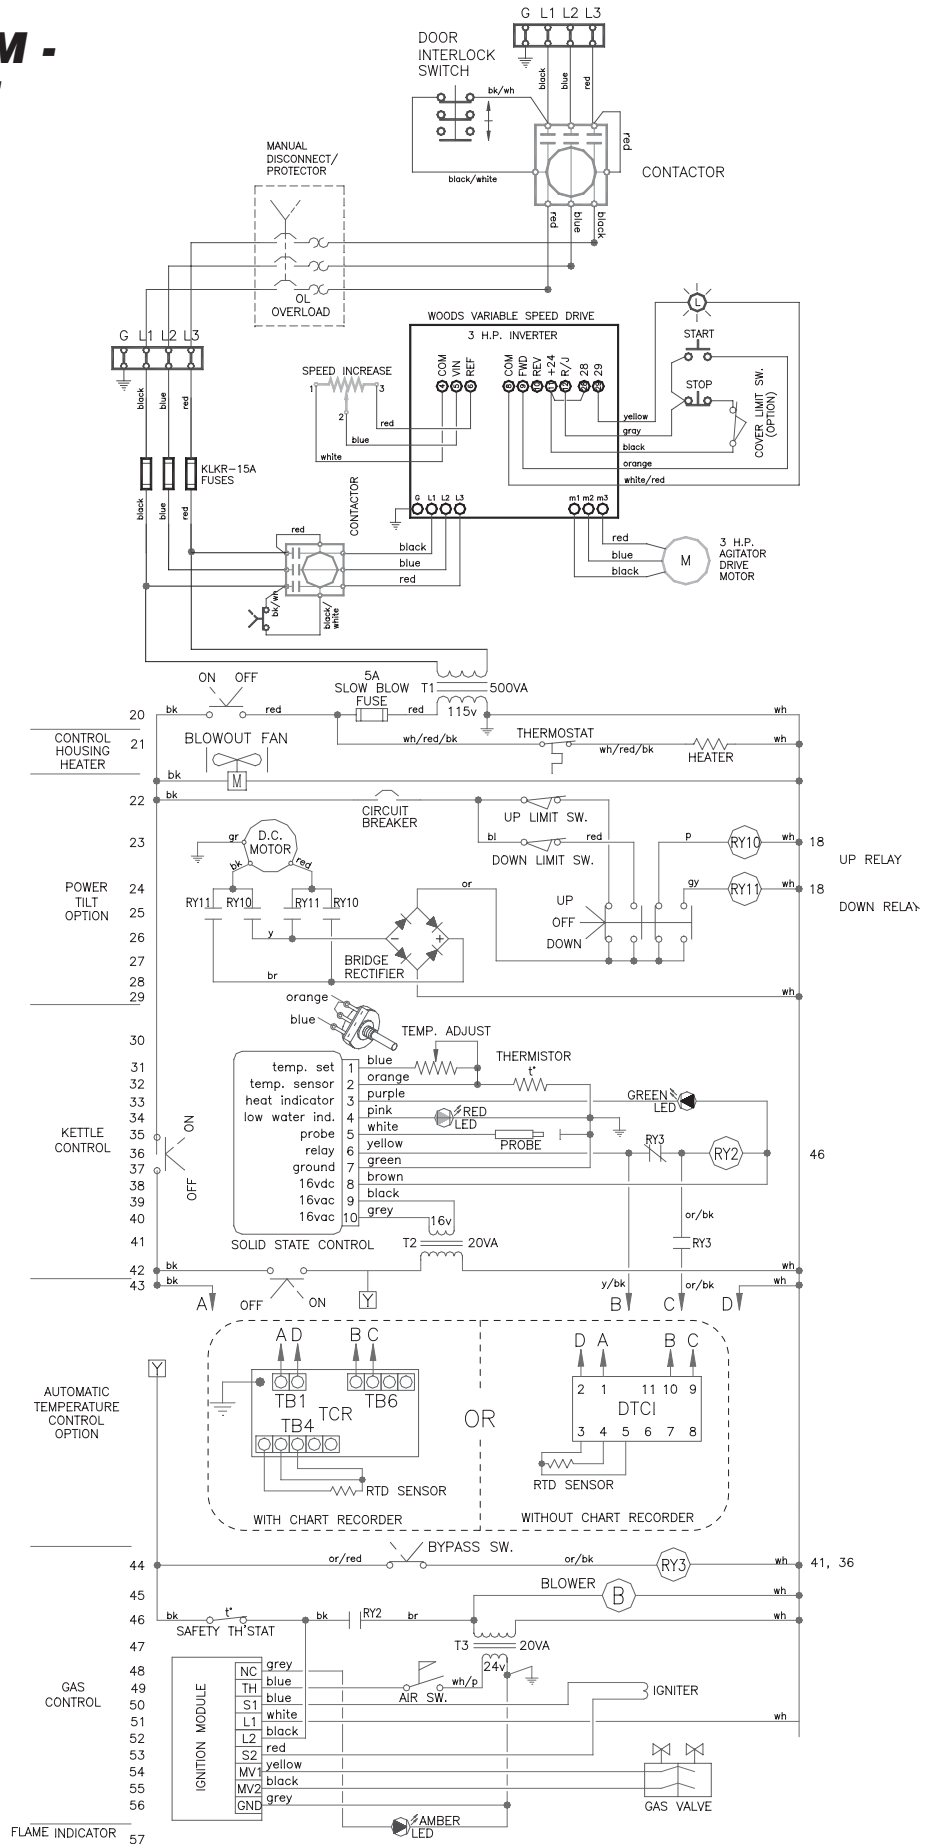 M -
G L1 L2 L3
DOOR
INTERLOCK
SWITCH
black
blue
red
bk/wh
red
MANUAL
DISCONNECT/
PROTECTOR
CONTACTOR
black/white
red
blue
black
OL
OVERLOAD
L
WOODS VARIABLE SPEED DRIVE
START
G L1 L2 L3
3 H.P. INVERTER
COM
VIN
REF
COM
FWD
REV
+24
R/J
28
29
SPEED INCREASE
1
3
2
4
5
6
8
9
10
11
12
STOP
COVER LIMIT SW.
(OPTION)
black
blue
red
red
blue
white
yellow
gray
black
orange
white/red
KLKR-15A
FUSES
CONTACTOR
black
blue
red
G L1 L2 L3
m1 m2 m3
red
black
blue
red
red
blue
black
M
3 H.P.
AGITATOR
DRIVE
MOTOR
bk/wh
black/
white
ON OFF
5A
SLOW BLOW
FUSE
T1
500VA
115v
20
bk
red
red
wh
CONTROL
HOUSING
HEATER
21
BLOWOUT FAN
wh/red/bk
THERMOSTAT
wh/red/bk
HEATER
wh
bk
M
22
bk
CIRCUIT
BREAKER
UP LIMIT SW.
23
gr
D.C.
MOTOR
bl
red
DOWN LIMIT SW.
P
RY10
wh
18
UP RELAY
bk
red
POWER
TILT
OPTION
24
or
gy
RY11
wh
18
DOWN RELAY
RY11
RY10
RY11
RY10
25
UP
OFF
DOWN
26
y
-
+
27
BRIDGE
RECTIFIER
28
br
29
wh
orange
blue
30
TEMP. ADJUST
31
temp. set
1
blue
THERMISTOR
t°
32
temp. sensor
2
orange
33
heat indicator
3
purple
GREEN
LED
34
low water ind.
4
pink
RED
LED
KETTLE
CONTROL
ON
35
probe
5
white
PROBE
36
relay
6
yellow
RY3
RY2
46
37
ground
7
green
38
16vdc
8
brown
OFF
39
16vac
9
black
40
16vac
10
grey
16v
or/bk
41
SOLID STATE CONTROL
T2
20VA
RY3
42
bk
wh
43
bk
y/bk
or/bk
wh
A
OFF
ON
Y
B
C
D
A D
B C
D A
B C
Y
TB1
TB6
TCR
TB4
2 1 11 10 9
DTCI
3 4 5 6 7 8
OR
AUTOMATIC
TEMPERATURE
CONTROL
OPTION
RTD SENSOR
RTD SENSOR
WITH CHART RECORDER
WITHOUT CHART RECORDER
44
or/red
BYPASS SW.
or/bk
RY3
wh
41, 36
45
BLOWER
B
wh
46
bk
t°
SAFETY TH'STAT
bk
RY2
br
wh
47
T3
20VA
24v
GAS
CONTROL
IGNITION MODULE
48
NC
grey
49
TH
blue
AIR SW.
wh/p
IGNITER
50
S1
blue
51
L1
white
wh
52
L2
black
53
S2
red
54
MV1
yellow
55
MV2
black
56
GND
grey
GAS VALVE
AMBER
LED
FLAME INDICATOR
57